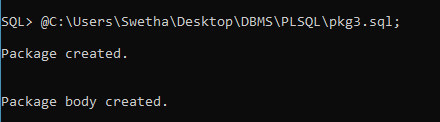 SQL> @C:\Users\Swetha\Desktop\DBMS\PLSQL\pkg3.sql;
Package created.
Package body created.